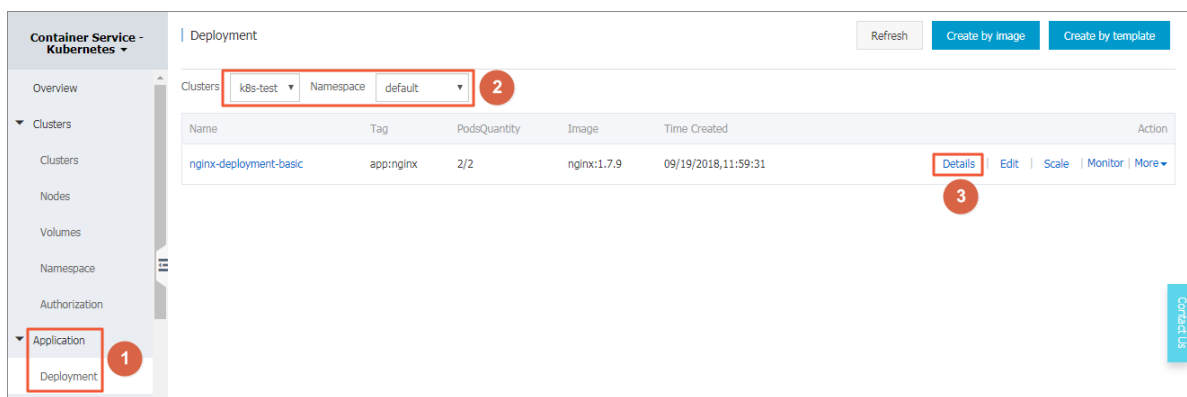 Container Service -
Kubernetes
Overview
Clusters
Clusters
Nodes
Volumes
Namespace
Authorization
Application
1
Deployment
Deployment
Refresh
Create by image
Create by template
Clusters k8s-test Namespace default 2
Name Tag PodsQuantity Image Time Created Action
nginx-deployment-basic app:nginx 2/2 nginx:1.7.9 09/19/2018,11:59:31 Details | Edit | Scale | Monitor | More
3
Contact Us